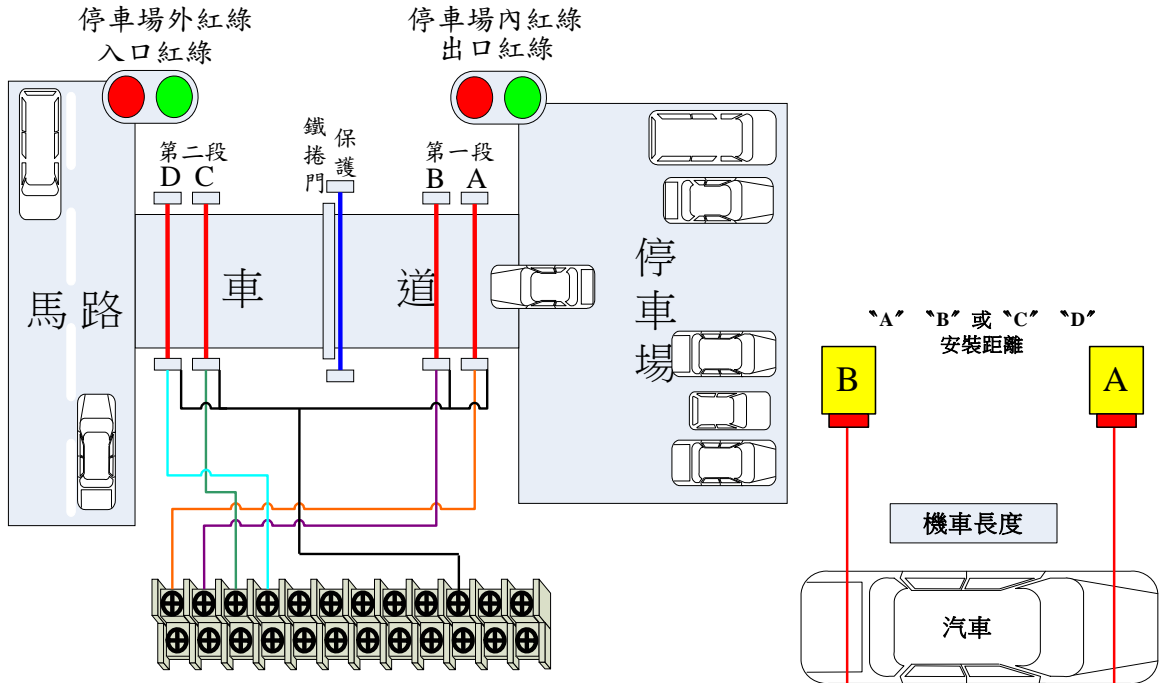 停車場外紅綠
入口紅綠
停車場內紅綠
出口紅綠
鐵捲門
保護
第二段
D C
第一段
B A
馬路
車道
停車場
〝A〞 〝B〞 或 〝C〞 〝D〞
安裝距離
B
A
機車長度
汽車